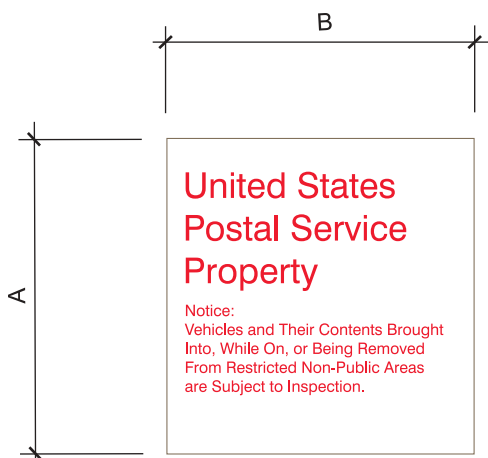 B
A
United States
Postal Service
Property
Notice:
Vehicles and Their Contents Brought
Into, While On, or Being Removed
From Restricted Non-Public Areas
are Subject to Inspection.